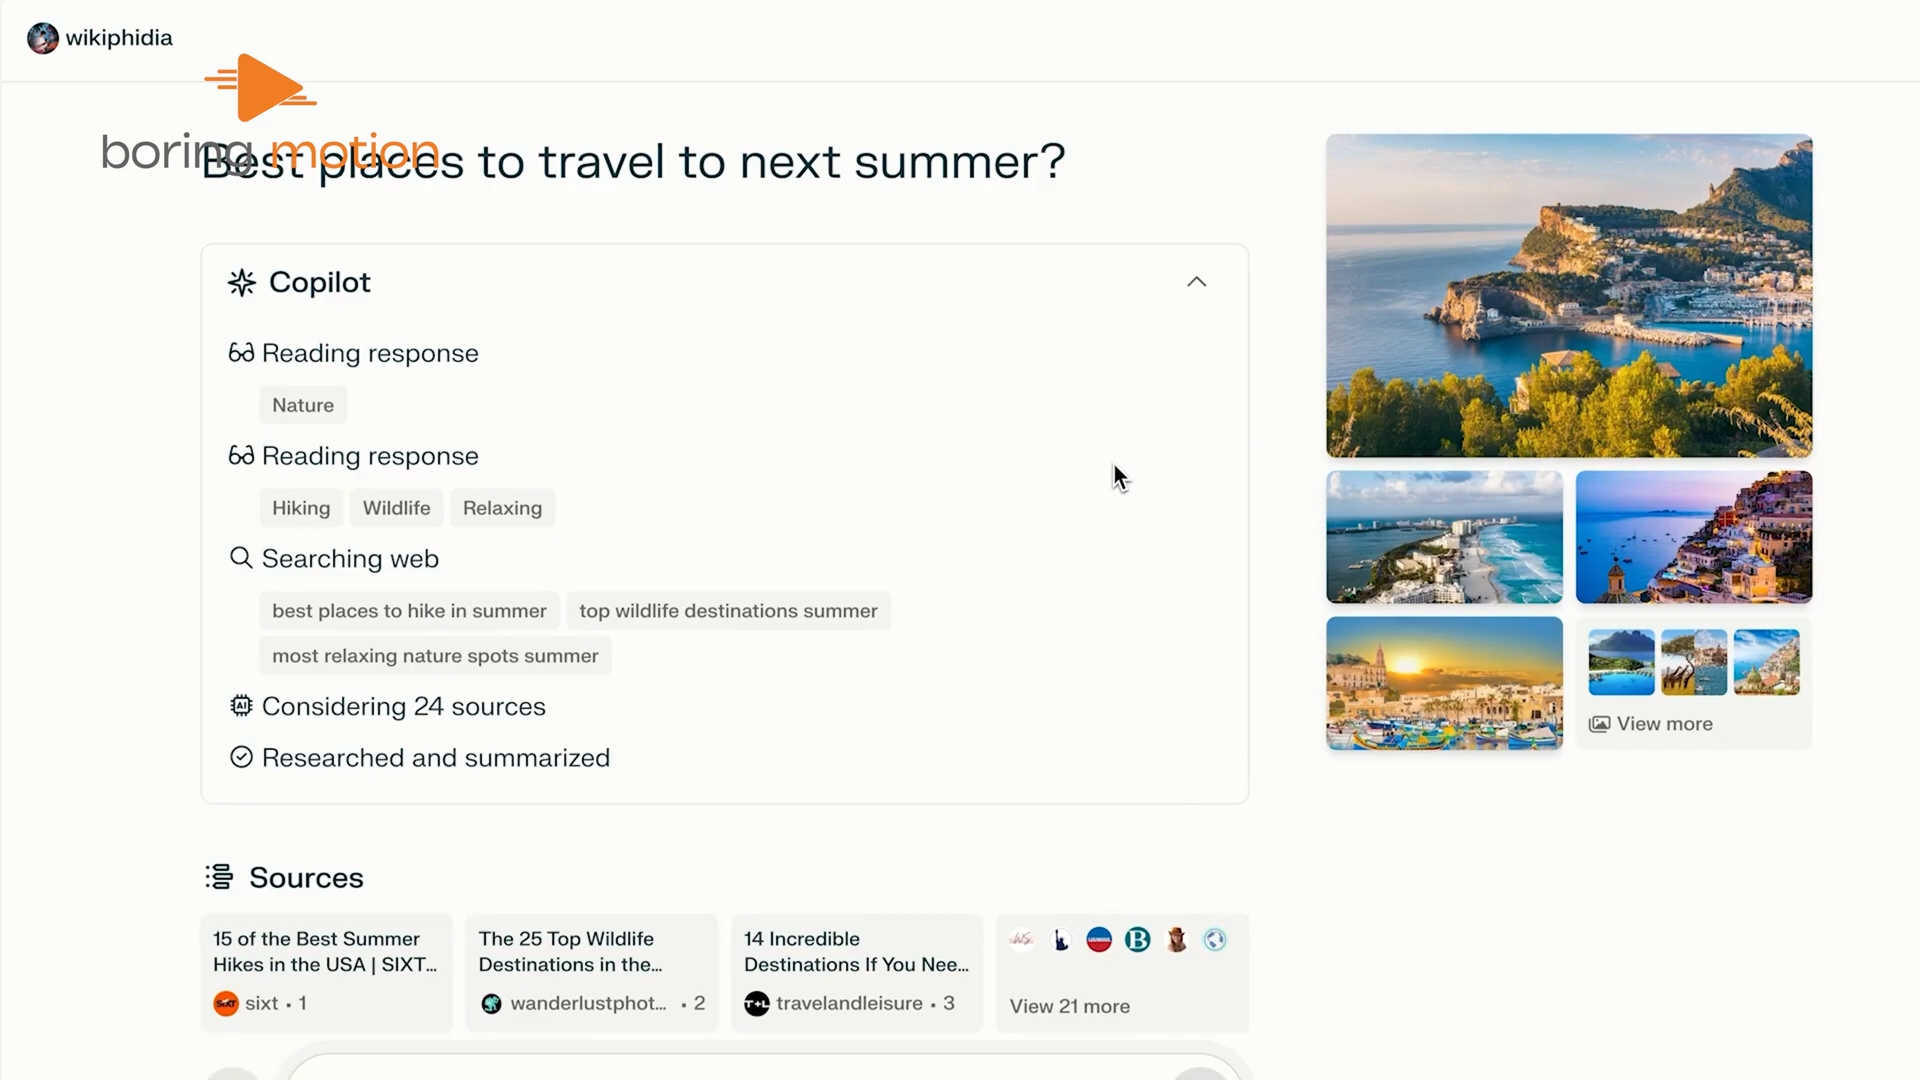 wikiphidia
boring motion
Best places to travel to next summer?
Copilot
Reading response
Nature
Reading response
Hiking Wildlife Relaxing
Searching web
best places to hike in summer top wildlife destinations summer
most relaxing nature spots summer
AI Considering 24 sources
Researched and summarized
View more
Sources
15 of the Best Summer
Hikes in the USA | SIXT...
SIXT sixt · 1
The 25 Top Wildlife
Destinations in the...
wanderlustphot... · 2
14 Incredible
Destinations If You Nee...
T+L travelandleisure · 3
WS B
View 21 more